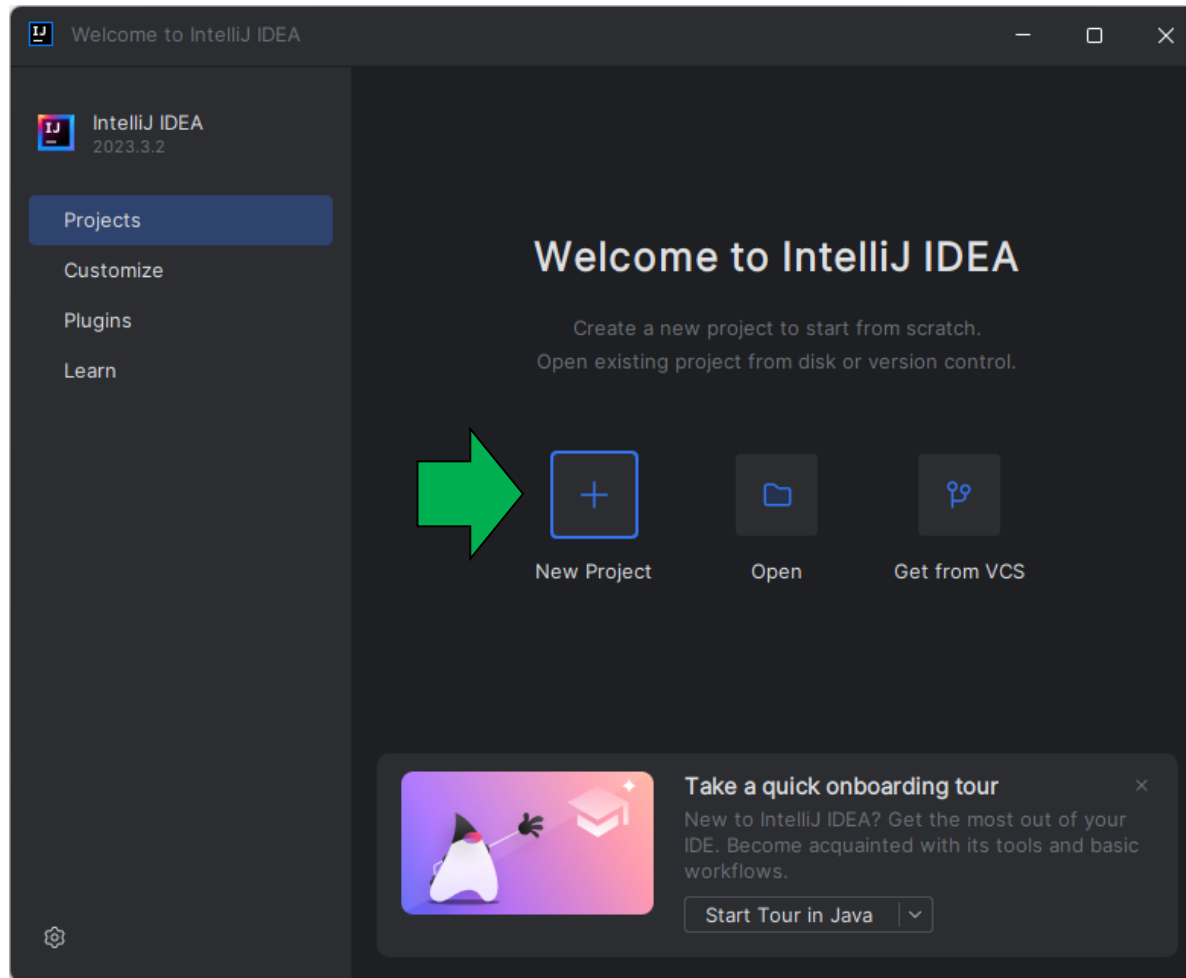 IJ
Welcome to IntelliJ IDEA
IJ
IntelliJ IDEA
2023.3.2
Projects
Customize
Plugins
Learn
Welcome to IntelliJ IDEA
Create a new project to start from scratch.
Open existing project from disk or version control.
New Project
Open
Get from VCS
Take a quick onboarding tour
New to IntelliJ IDEA? Get the most out of your
IDE. Become acquainted with its tools and basic
workflows.
Start Tour in Java